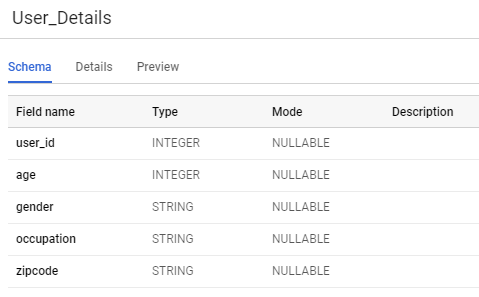 User_Details
Schema Details Preview
Field name Type Mode Description
user_id INTEGER NULLABLE
age INTEGER NULLABLE
gender STRING NULLABLE
occupation STRING NULLABLE
zipcode STRING NULLABLE